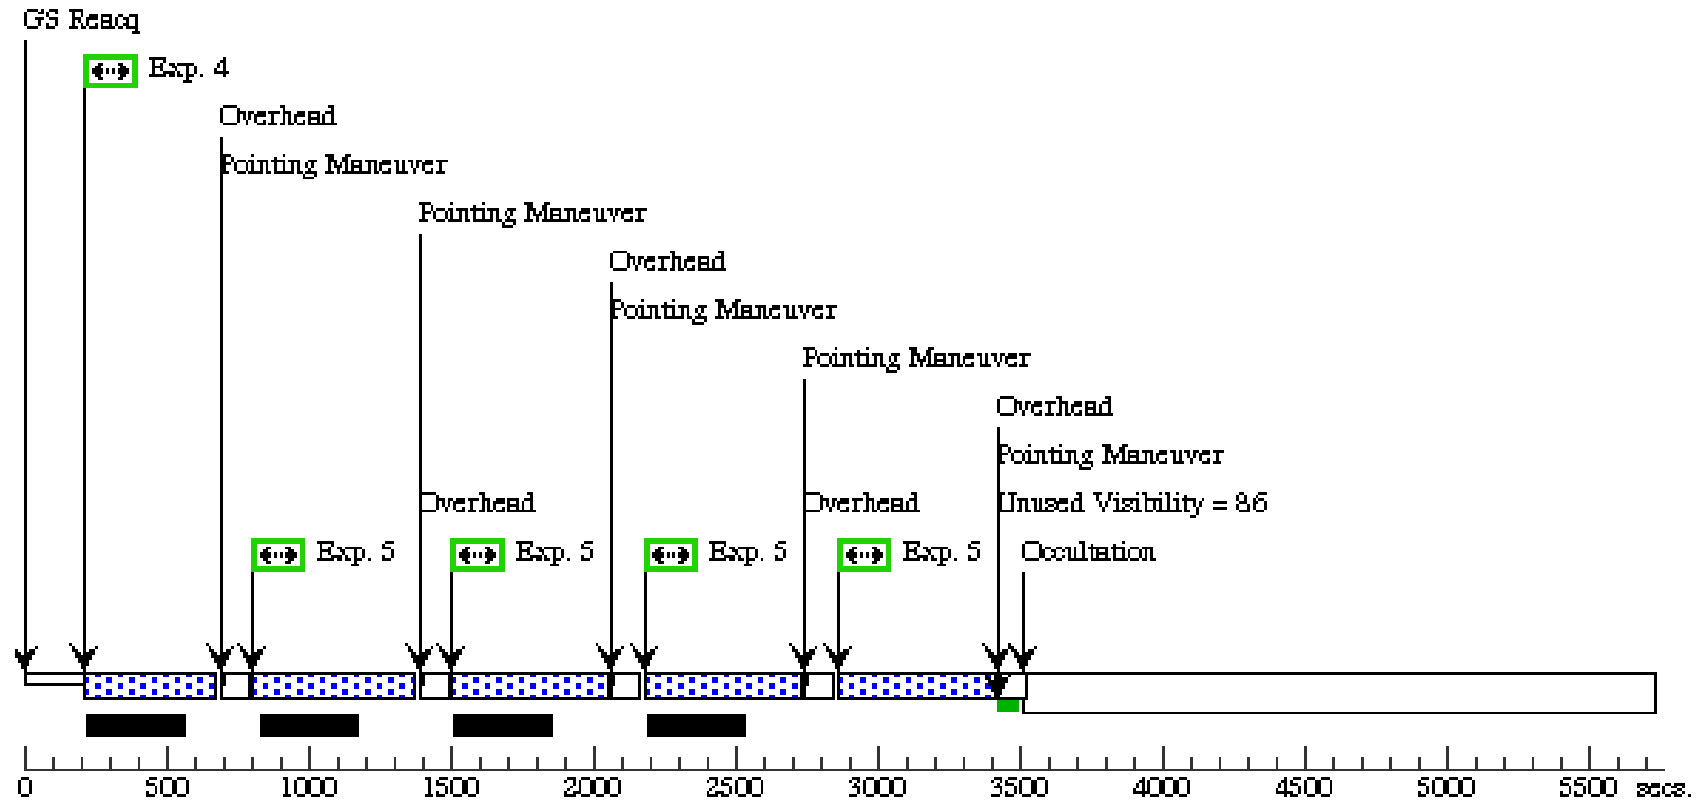 GS Reacq
Exp. 4
Overhead
Pointing Maneuver
Pointing Maneuver
Overhead
Pointing Maneuver
Pointing Maneuver
Overhead
Pointing Maneuver
Overhead Overhead Unused Visibility = 86
Exp. 5 Exp. 5 Exp. 5 Exp. 5 Occultation
0 500 1000 1500 2000 2500 3000 3500 4000 4500 5000 5500 secs.